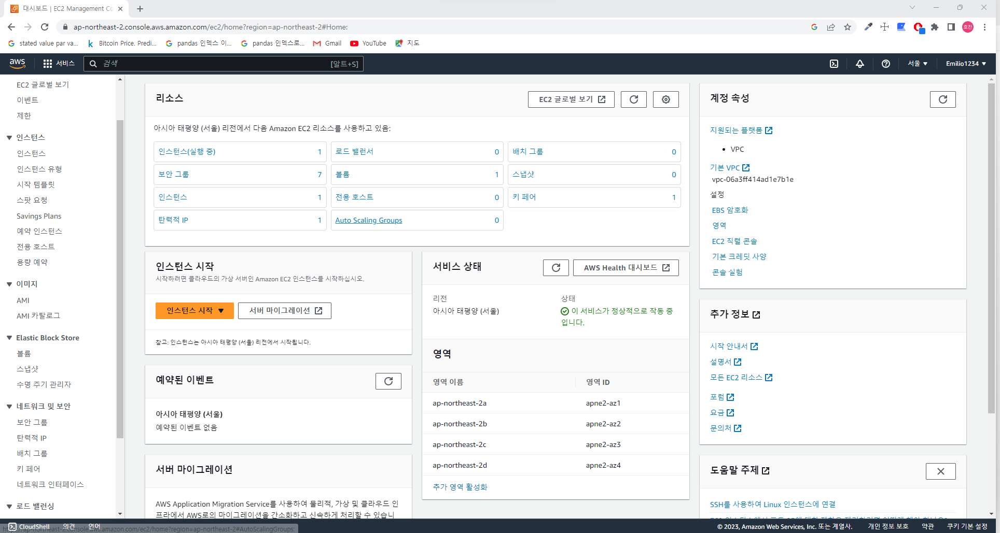 대시보드 | EC2 Management Co
ap-northeast-2.console.aws.amazon.com/ec2/home?region=ap-northeast-2#Home:
호찬
stated value par va...
Bitcoin Price. Predi...
pandas 인덱스 이...
pandas 인덱스로...
Gmail
YouTube
지도
aws
서비스
검색
[알트+S]
서울
Emilio1234
EC2 글로벌 보기
이벤트
제한
인스턴스
인스턴스
인스턴스 유형
시작 템플릿
스팟 요청
Savings Plans
예약 인스턴스
전용 호스트
용량 예약
이미지
AMI
AMI 카탈로그
Elastic Block Store
볼륨
스냅샷
수명 주기 관리자
네트워크 및 보안
보안 그룹
탄력적 IP
배치 그룹
키 페어
네트워크 인터페이스
로드 밸런싱
리소스
EC2 글로벌 보기
아시아 태평양 (서울) 리전에서 다음 Amazon EC2 리소스를 사용하고 있음:
인스턴스(실행 중) 1
로드 밸런서 0
배치 그룹 0
보안 그룹 7
볼륨 1
스냅샷 0
인스턴스 1
전용 호스트 0
키 페어 1
탄력적 IP 1
Auto Scaling Groups 0
인스턴스 시작
시작하려면 클라우드의 가상 서버인 Amazon EC2 인스턴스를 시작하십시오.
인스턴스 시작
서버 마이그레이션
참고: 인스턴스는 아시아 태평양 (서울) 리전에서 시작됩니다.
예약된 이벤트
아시아 태평양 (서울)
예약된 이벤트 없음
서버 마이그레이션
AWS Application Migration Service를 사용하여 물리적, 가상 및 클라우드 인
프라에서 AWS로의 마이그레이션을 간소화하고 신속하게 처리할 수 있습니
서비스 상태
AWS Health 대시보드
리전
아시아 태평양 (서울)
상태
이 서비스가 정상적으로 작동 중
입니다.
영역
영역 이름
영역 ID
ap-northeast-2a apne2-az1
ap-northeast-2b apne2-az2
ap-northeast-2c apne2-az3
ap-northeast-2d apne2-az4
추가 영역 활성화
계정 속성
지원되는 플랫폼
• VPC
기본 VPC
vpc-06a3ff414ad1e7b1e
설정
EBS 암호화
영역
EC2 직렬 콘솔
기본 크레딧 사양
콘솔 실험
추가 정보
시작 안내서
설명서
모든 EC2 리소스
포럼
요금
문의처
도움말 주제
SSH를 사용하여 Linux 인스턴스에 연결
CloudShell
의견
언어
https://ap-northeast-2.console.aws.amazon.com/ec2/home?region=ap-northeast-2#AutoScalingGroups:
© 2023, Amazon Web Services, Inc. 또는 계열사.
개인 정보 보호
약관
쿠키 기본 설정